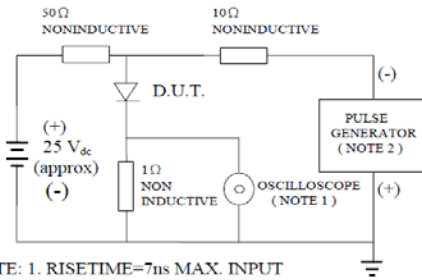 50Ω
NONINDUCTIVE
10Ω
NONINDUCTIVE
D.U.T.
(-)
PULSE
GENERATOR
( NOTE 2 )
(+)
25 Vdc
(approx)
(-)
1Ω
NON
INDUCTIVE
OSCILLOSCOPE
( NOTE 1 )
(+)
TE: 1. RISETIME=7ns MAX. INPUT